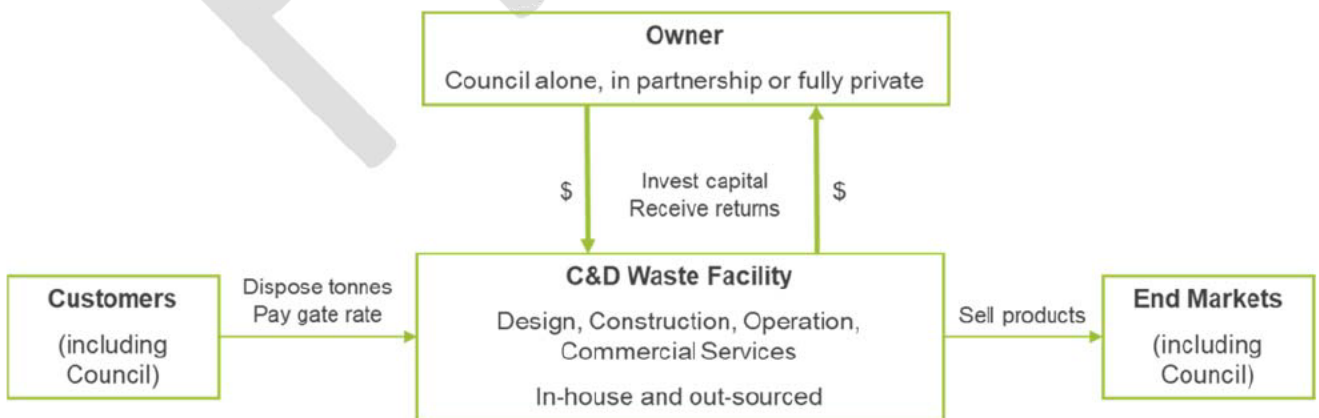 Owner
Council alone, in partnership or fully private
$
Invest capital
Receive returns
$
Customers
(including
Council)
Dispose tonnes
Pay gate rate
C&D Waste Facility
Design, Construction, Operation,
Commercial Services
In-house and out-sourced
Sell products
End Markets
(including
Council)